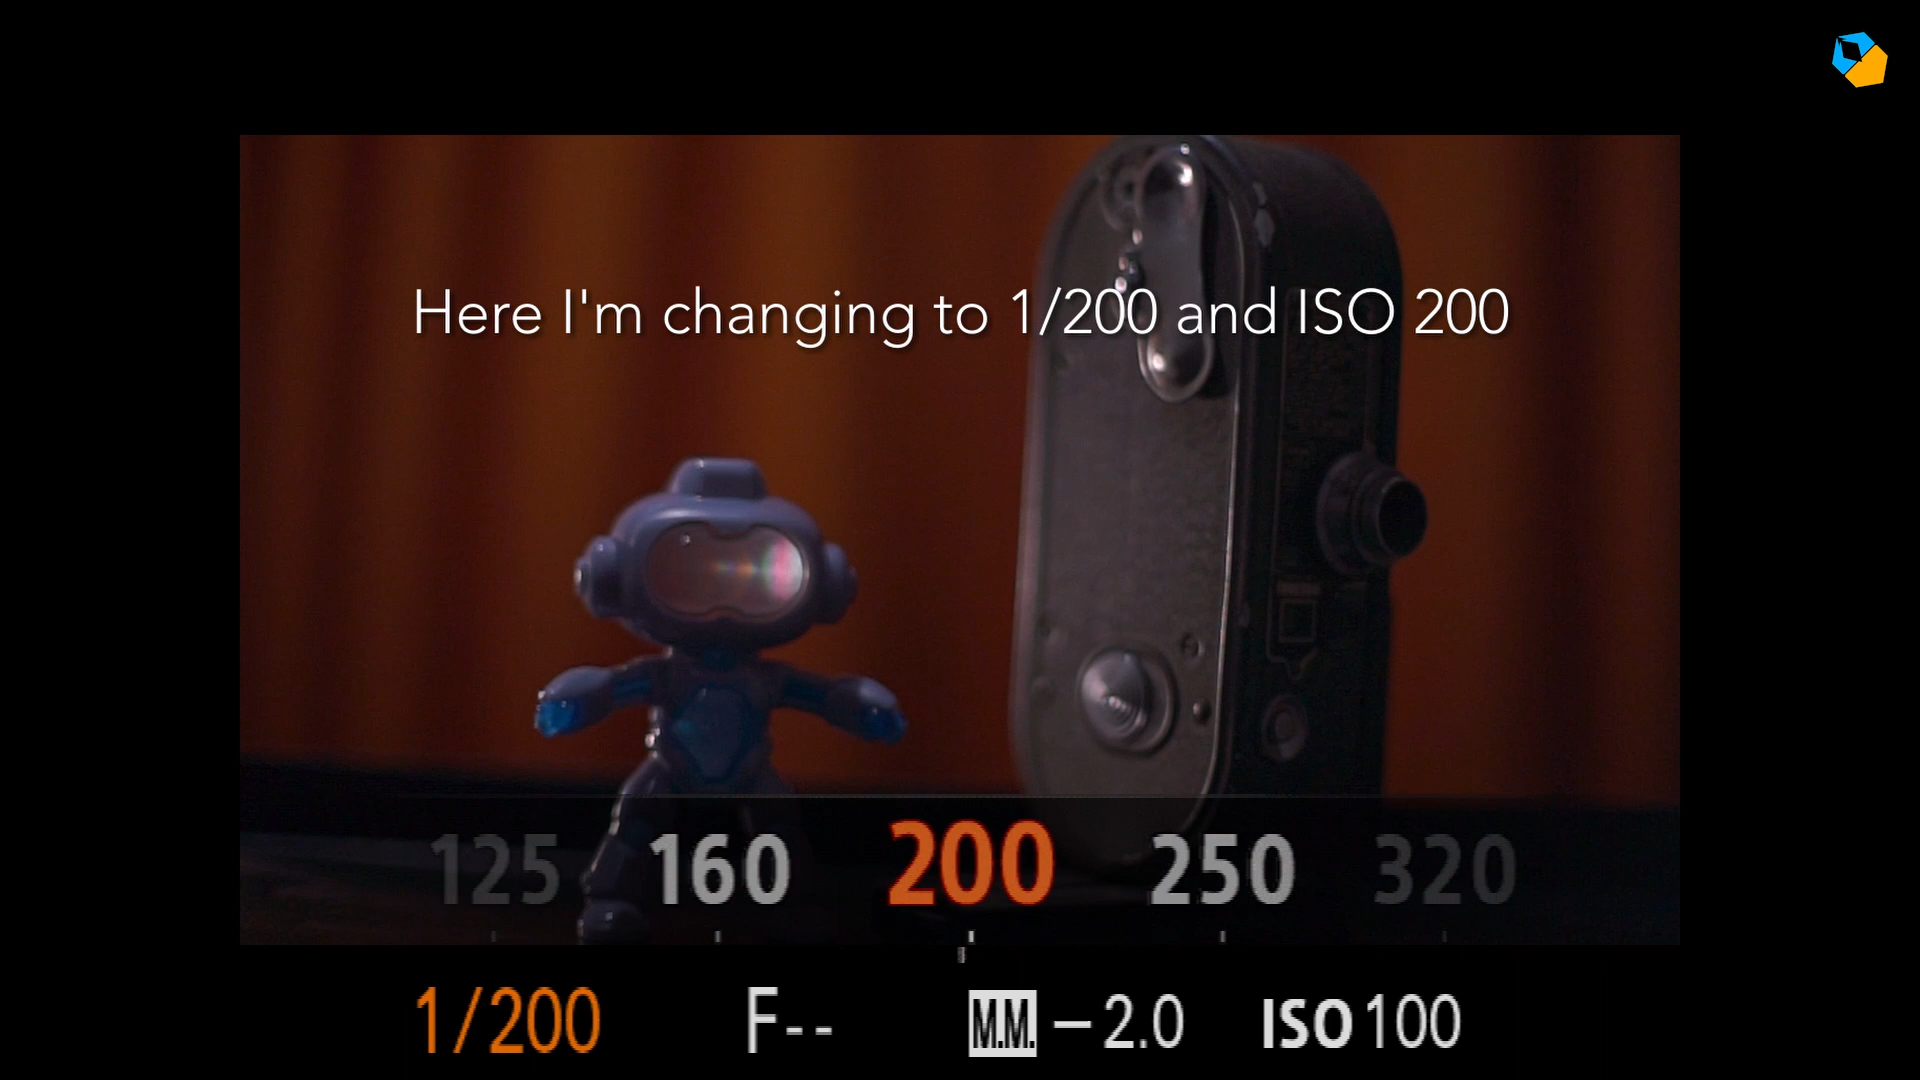 Here I'm changing to 1/200 and ISO 200
125 160 200 250 320
1/200 F-- M.M. –2.0 ISO 100